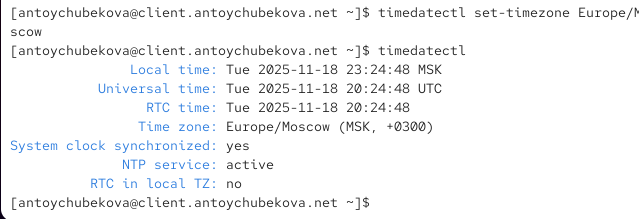 [antoychubekova@client.antoychubekova.net ~]$ timedatectl set-timezone Europe/M
scow
[antoychubekova@client.antoychubekova.net ~]$ timedatectl
Local time: Tue 2025-11-18 23:24:48 MSK
Universal time: Tue 2025-11-18 20:24:48 UTC
RTC time: Tue 2025-11-18 20:24:48
Time zone: Europe/Moscow (MSK, +0300)
System clock synchronized: yes
NTP service: active
RTC in local TZ: no
[antoychubekova@client.antoychubekova.net ~]$